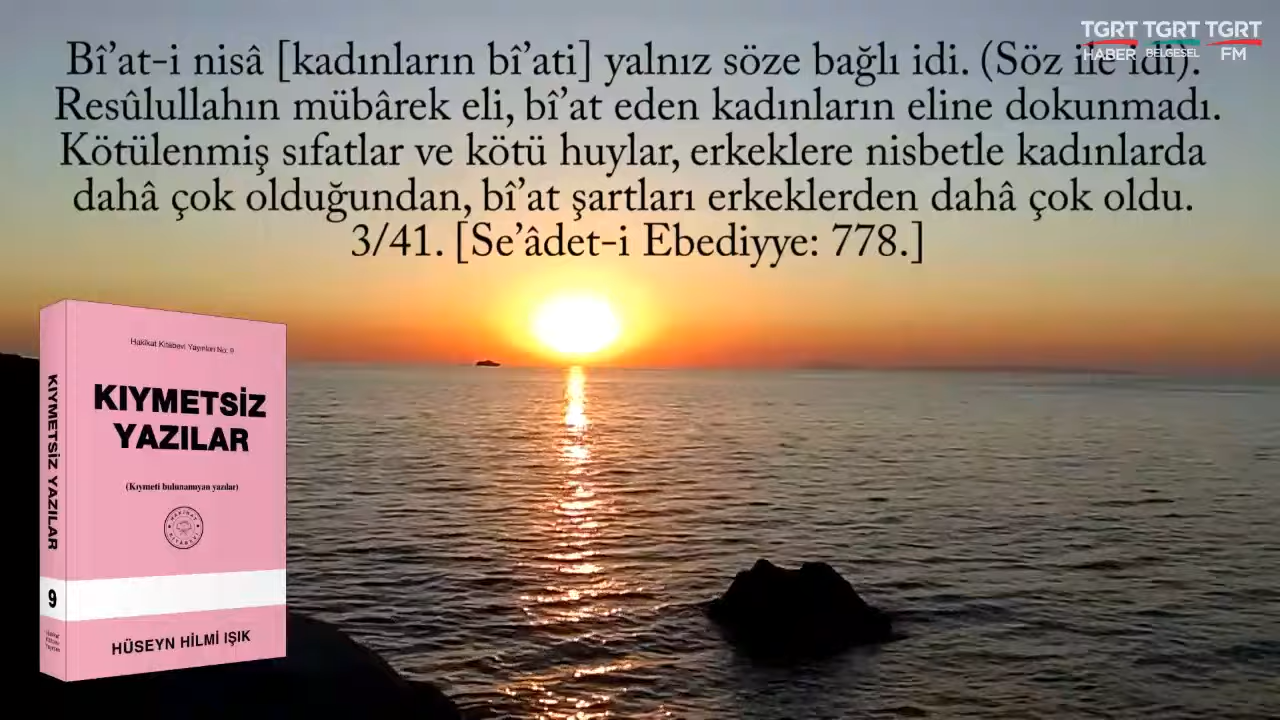 TGRT TGRT TGRT
HABER BELGESEL FM
Bî’at-i nisâ [kadınların bî’ati] yalnız söze bağlı idi. (Söz ile idi).
Resûlullahın mübârek eli, bî’at eden kadınların eline dokunmadı.
Kötülenmiş sıfatlar ve kötü huylar, erkeklere nisbetle kadınlarda
dahâ çok olduğundan, bî’at şartları erkeklerden dahâ çok oldu.
3/41. [Se’âdet-i Ebediyye: 778.]
Hakîkat Kitâbevi Yayınları No: 9
KIYMETSİZ
YAZILAR
(Kıymeti bulunamıyan yazılar)
HÜSEYN HİLMİ IŞIK
KIYMETSİZ YAZILAR
9